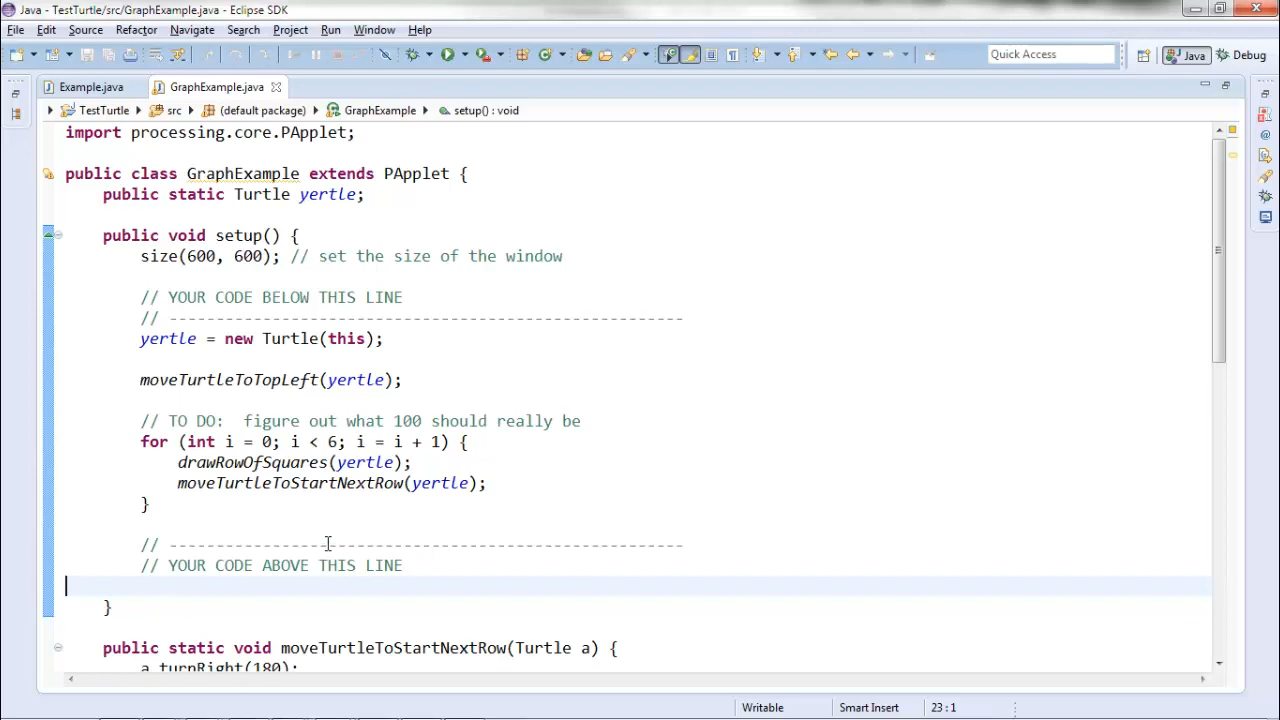 Java - TestTurtle/src/GraphExample.java - Eclipse SDK
File Edit Source Refactor Navigate Search Project Run Window Help
Quick Access Java Debug
Example.java GraphExample.java
TestTurtle src (default package) GraphExample setup() : void
import processing.core.PApplet;
public class GraphExample extends PApplet {
public static Turtle yertle;
public void setup() {
size(600, 600); // set the size of the window
// YOUR CODE BELOW THIS LINE
// -------------------------------------------------------
yertle = new Turtle(this);
moveTurtleToTopLeft(yertle);
// TO DO:  figure out what 100 should really be
for (int i = 0; i < 6; i = i + 1) {
drawRowOfSquares(yertle);
moveTurtleToStartNextRow(yertle);
}
// -------------------------------------------------------
// YOUR CODE ABOVE THIS LINE
}
public static void moveTurtleToStartNextRow(Turtle a) {
a.turnRight(180);
Writable Smart Insert 23 : 1